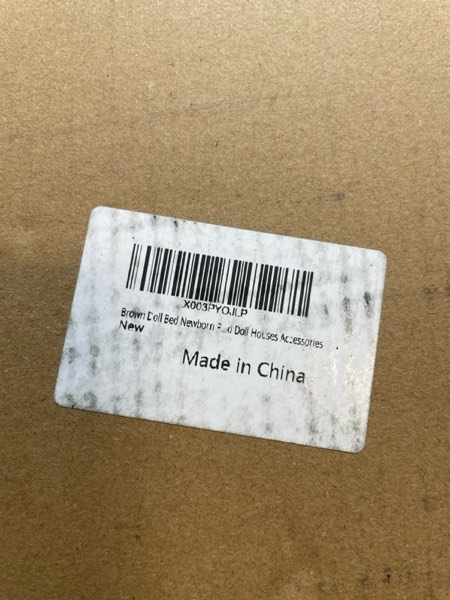 X003PYOJLP
Brown Doll Bed Newborn Doll Houses Accessories
New
Made in China